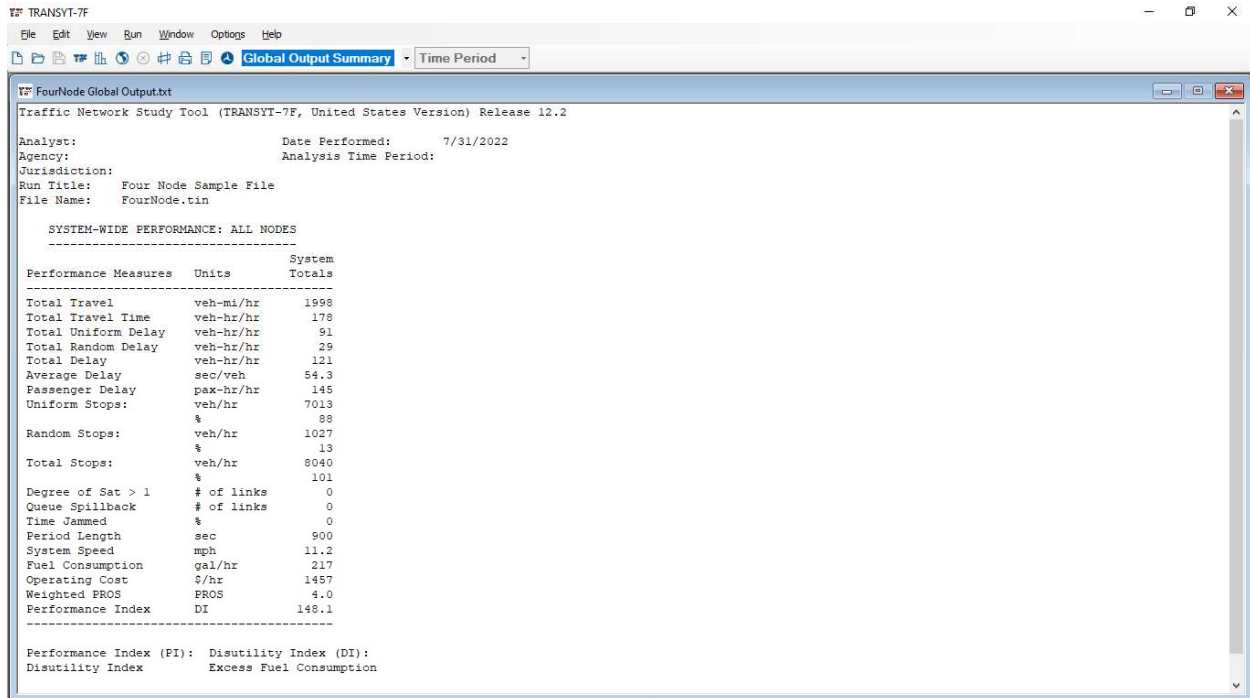 TRANSYT-7F
File Edit View Run Window Options Help
Global Output Summary Time Period
FourNode Global Output.txt
Traffic Network Study Tool (TRANSYT-7F, United States Version) Release 12.2
Analyst: Date Performed: 7/31/2022
Agency: Analysis Time Period:
Jurisdiction:
Run Title: Four Node Sample File
File Name: FourNode.tin
SYSTEM-WIDE PERFORMANCE: ALL NODES
----------------------------------
System
Performance Measures Units Totals
------------------------------------------
Total Travel veh-mi/hr 1998
Total Travel Time veh-hr/hr 178
Total Uniform Delay veh-hr/hr 91
Total Random Delay veh-hr/hr 29
Total Delay veh-hr/hr 121
Average Delay sec/veh 54.3
Passenger Delay pax-hr/hr 145
Uniform Stops: veh/hr 7013
% 88
Random Stops: veh/hr 1027
% 13
Total Stops: veh/hr 8040
% 101
Degree of Sat > 1 # of links 0
Queue Spillback # of links 0
Time Jammed % 0
Period Length sec 900
System Speed mph 11.2
Fuel Consumption gal/hr 217
Operating Cost $/hr 1457
Weighted PROS PROS 4.0
Performance Index DI 148.1
------------------------------------------
Performance Index (PI): Disutility Index (DI):
Disutility Index Excess Fuel Consumption